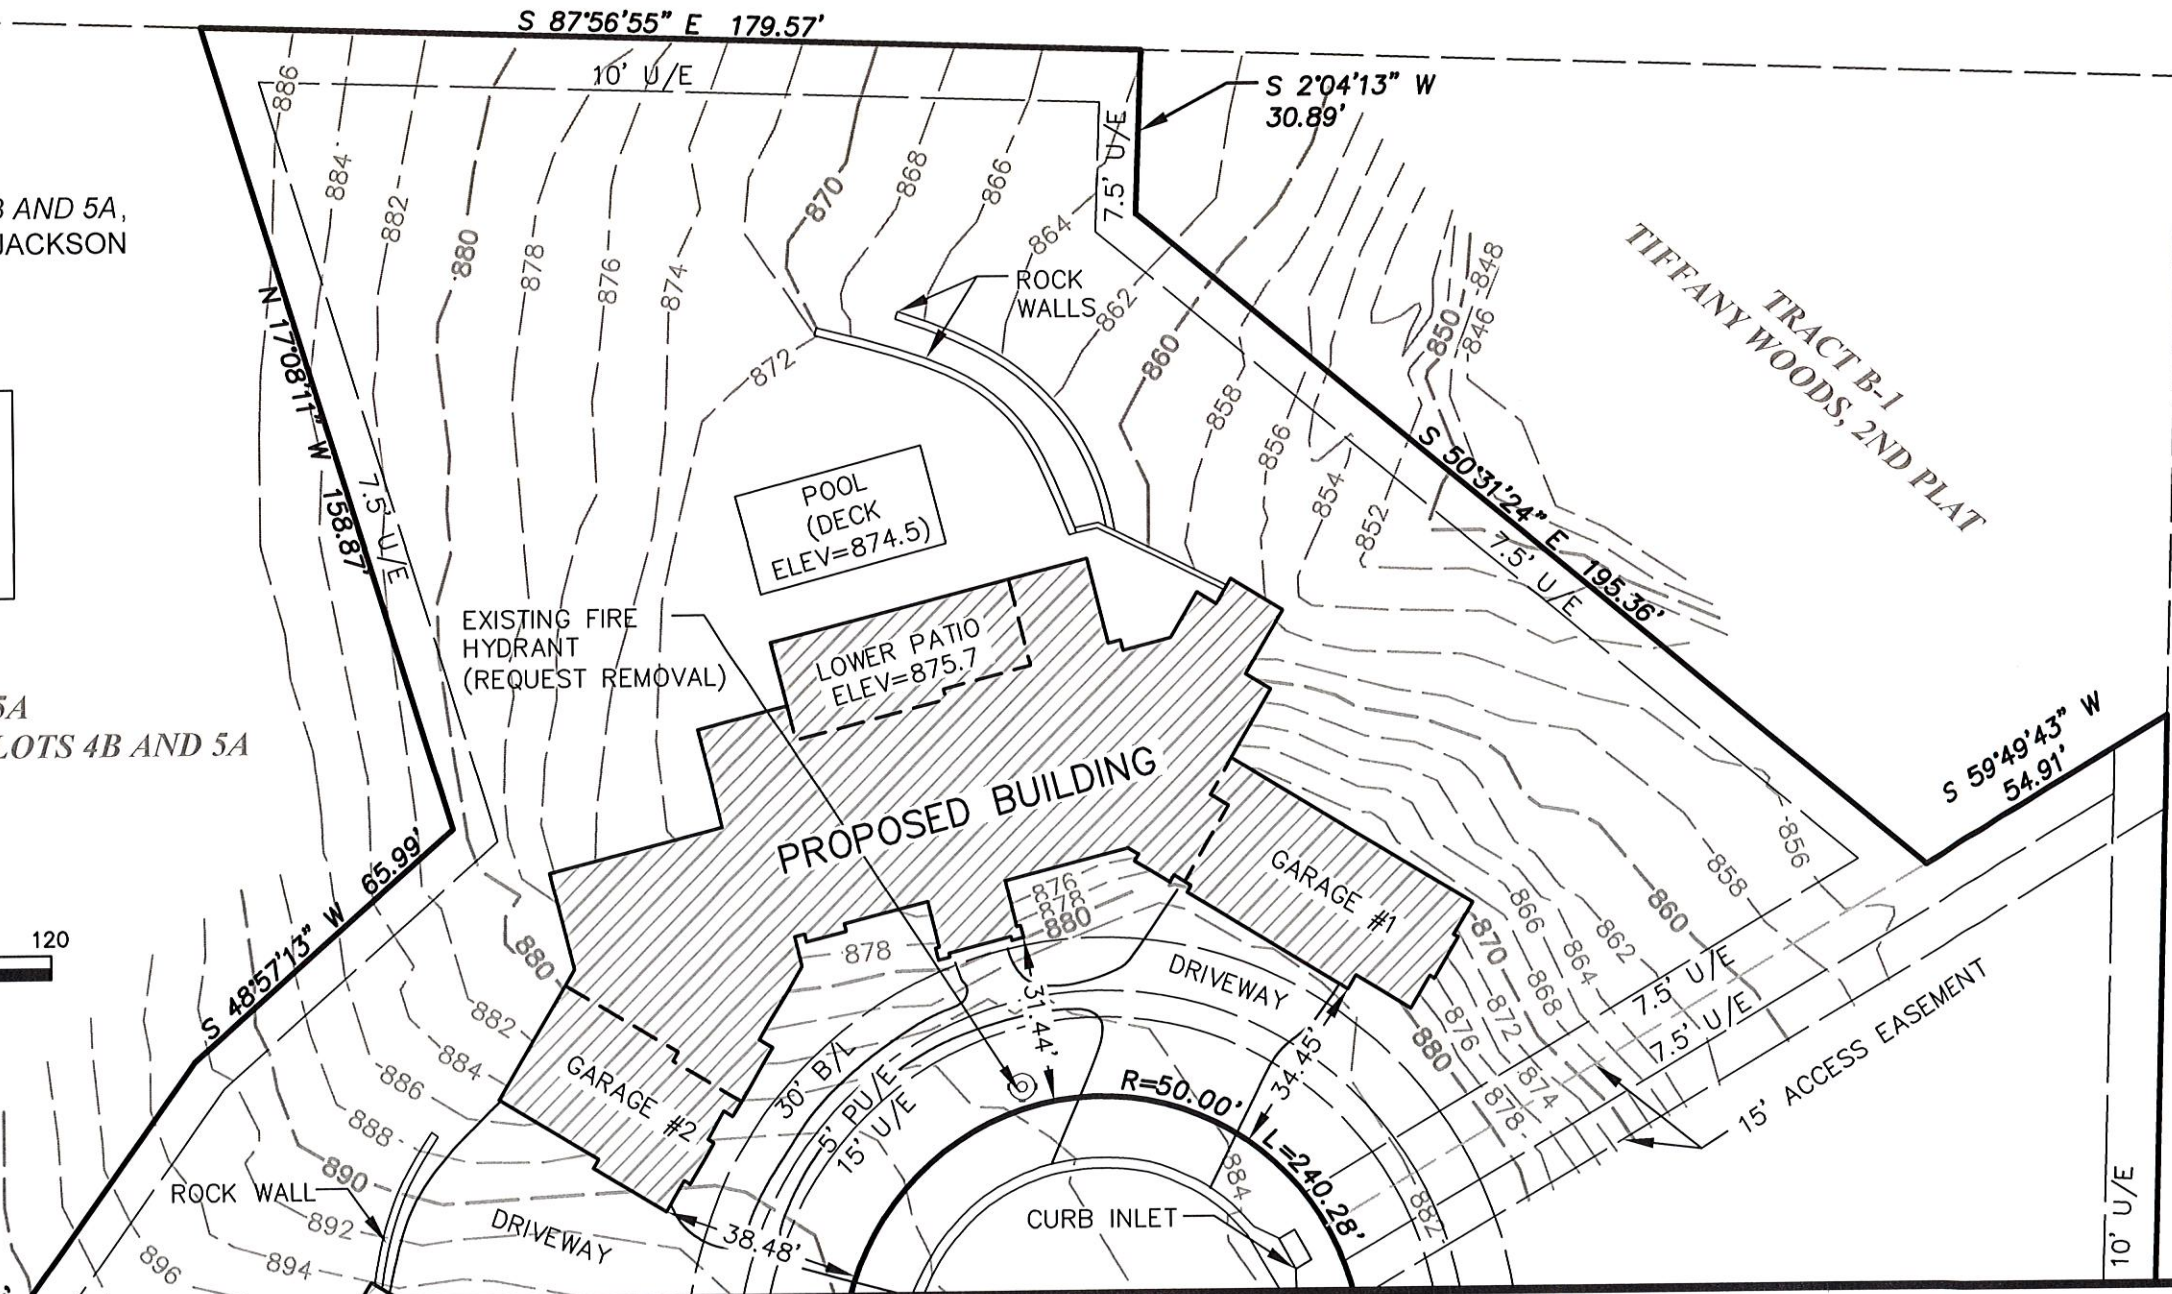 S 87°56'55" E 179.57'
10' U/E
S 2°04'13" W
30.89'
7.5' U/E
886
884
882
880
878
876
874
870
868
866
864
862
860
858
856
854
852
850
848
846
872
B AND 5A,
JACKSON
ROCK
WALLS
TRACT B-1
TIFFANY WOODS, 2ND PLAT
N 17°08'11" W 158.87'
7.5' U/E
POOL
(DECK
ELEV=874.5)
S 50°31'24" E 195.36'
7.5' U/E
EXISTING FIRE
HYDRANT
(REQUEST REMOVAL)
LOWER PATIO
ELEV=875.7
5A
LOTS 4B AND 5A
PROPOSED BUILDING
S 59°49'43" W
54.91'
S 48°57'13" W 65.99'
120
GARAGE #1
876
878
880
878
880
882
884
886
888
890
892
894
896
856
858
860
862
864
866
868
870
872
874
876
878
880
882
884
DRIVEWAY
31.44'
34.45'
GARAGE #2
30' B/L
5' PU/E
15' U/E
R=50.00'
L=240.28'
7.5' U/E
7.5' U/E
15' ACCESS EASEMENT
ROCK WALL
DRIVEWAY
38.48'
CURB INLET
10' U/E